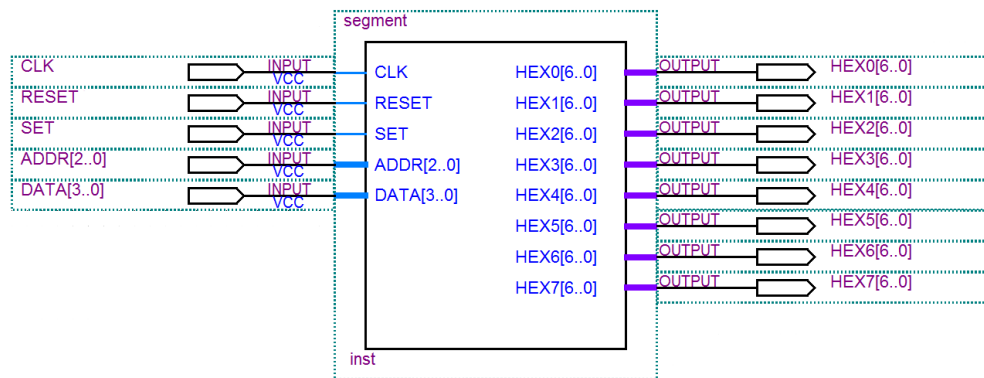 segment
CLK INPUT VCC CLK HEX0[6..0] OUTPUT HEX0[6..0]
RESET INPUT VCC RESET HEX1[6..0] OUTPUT HEX1[6..0]
SET INPUT VCC SET HEX2[6..0] OUTPUT HEX2[6..0]
ADDR[2..0] INPUT VCC ADDR[2..0] HEX3[6..0] OUTPUT HEX3[6..0]
DATA[3..0] INPUT VCC DATA[3..0] HEX4[6..0] OUTPUT HEX4[6..0]
HEX5[6..0] OUTPUT HEX5[6..0]
HEX6[6..0] OUTPUT HEX6[6..0]
HEX7[6..0] OUTPUT HEX7[6..0]
inst